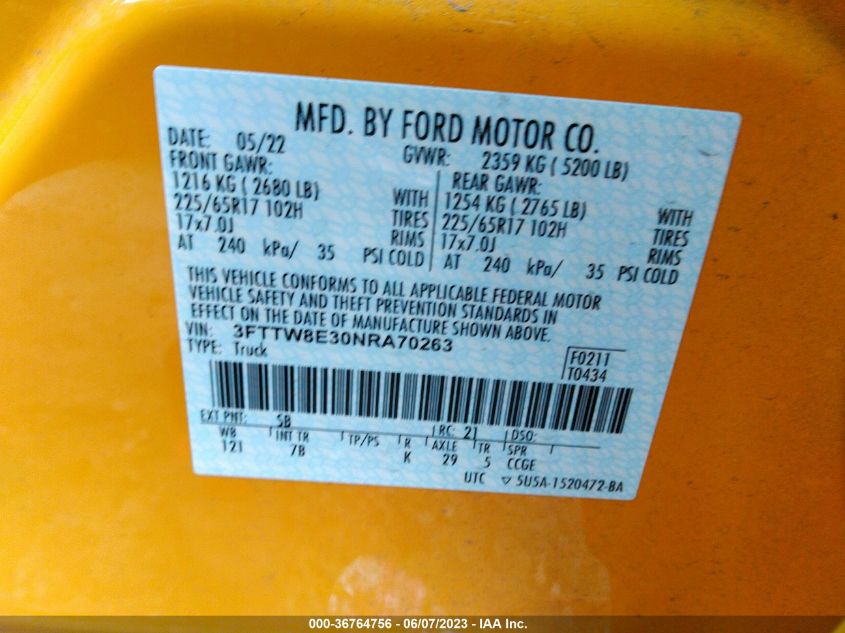 MFD. BY FORD MOTOR CO.
DATE: 05/22 GVWR: 2359 KG ( 5200 LB)
FRONT GAWR: REAR GAWR:
1216 KG ( 2680 LB) WITH 1254 KG ( 2765 LB) WITH
225/65R17 102H TIRES 225/65R17 102H TIRES
17x7.0J RIMS 17x7.0J RIMS
AT 240 kPa/ 35 PSI COLD AT 240 kPa/ 35 PSI COLD
THIS VEHICLE CONFORMS TO ALL APPLICABLE FEDERAL MOTOR
VEHICLE SAFETY AND THEFT PREVENTION STANDARDS IN
EFFECT ON THE DATE OF MANUFACTURE SHOWN ABOVE.
VIN: 3FTTW8E30NRA70263
TYPE: Truck
F0211
T0434
EXT PNT: SB RC: 21 DSO:
WB INT TR TP/PS R AXLE TR SPR
121 7B K 29 5 CCGE
UTC ▽ 5U5A-1520472-BA
000-36764756 - 06/07/2023 - IAA Inc.